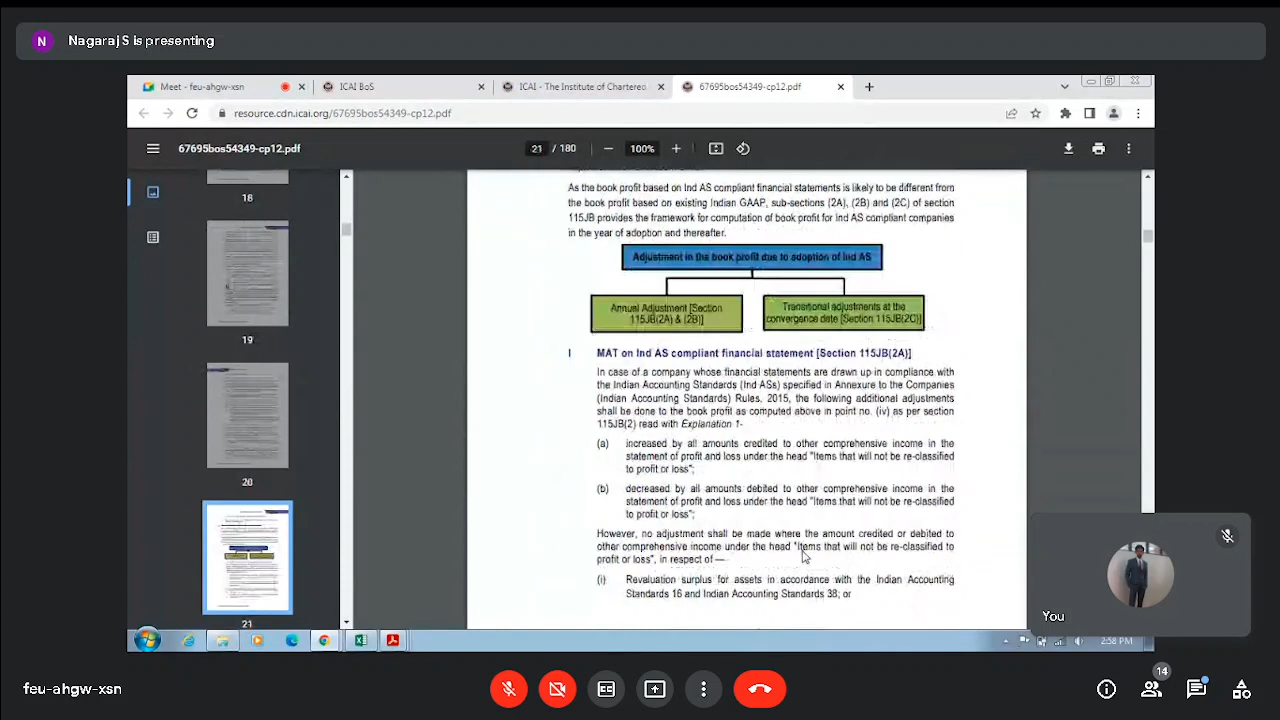 N Nagaraj S is presenting
Meet - feu-ahgw-xsn
ICAI BoS
ICAI - The Institute of Chartered
67695bos54349-cp12.pdf
resource.cdn.icai.org/67695bos54349-cp12.pdf
67695bos54349-cp12.pdf
21 / 180
100%
18
19
20
21
As the book profit based on Ind AS compliant financial statements is likely to be different from
the book profit based on existing Indian GAAP, sub-sections (2A), (2B) and (2C) of section
115JB provides the framework for computation of book profit for Ind AS compliant companies
in the year of adoption and thereafter.
Adjustment in the book profit due to adoption of Ind AS
Annual Adjustment [Section
115JB(2A) & (2B)]
Transitional adjustments at the
convergence date [Section 115JB(2C)]
I MAT on Ind AS compliant financial statement [Section 115JB(2A)]
In case of a company whose financial statements are drawn up in compliance with
the Indian Accounting Standards (Ind ASs) specified in Annexure to the Companies
(Indian Accounting Standards) Rules, 2015, the following additional adjustments
shall be done to the book profit as computed above in point no. (iv) as per section
115JB(2) read with Explanation 1-
(a) increased by all amounts credited to other comprehensive income in the
statement of profit and loss under the head "Items that will not be re-classified
to profit or loss";
(b) decreased by all amounts debited to other comprehensive income in the
statement of profit and loss under the head "Items that will not be re-classified
to profit or loss";
However, no adjustment shall be made where the amount credited or debited to
other comprehensive income under the head "Items that will not be re-classified to
profit or loss", in respect of —
(i) Revaluation surplus for assets in accordance with the Indian Accounting
Standards 16 and Indian Accounting Standards 38; or
You
2:58 PM
feu-ahgw-xsn
14